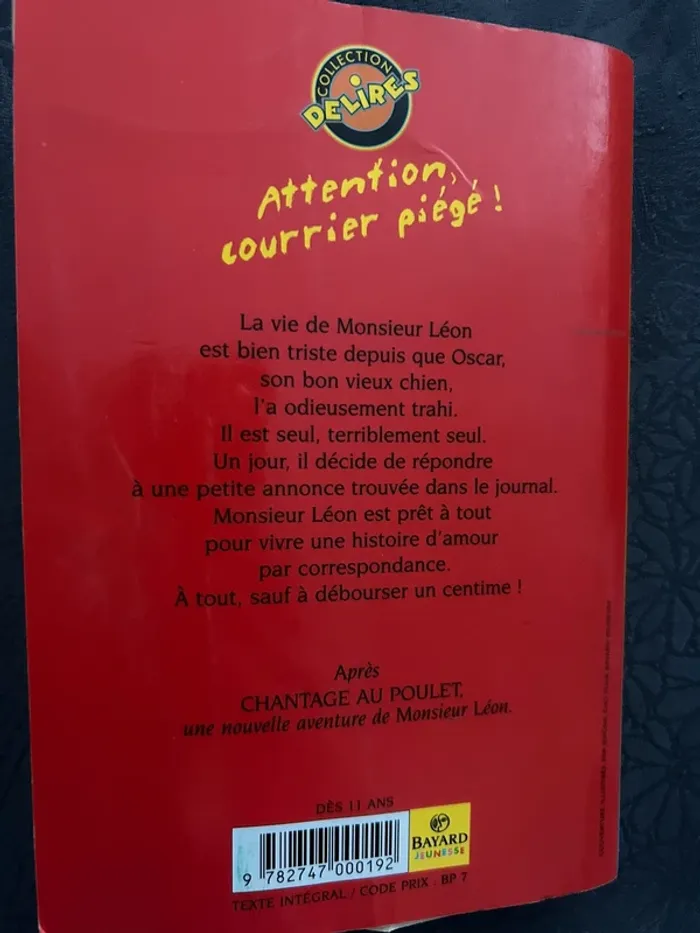 COLLECTION
DÉLIRES
Attention,
courrier piégé !
La vie de Monsieur Léon
est bien triste depuis que Oscar,
son bon vieux chien,
l'a odieusement trahi.
Il est seul, terriblement seul.
Un jour, il décide de répondre
à une petite annonce trouvée dans le journal.
Monsieur Léon est prêt à tout
pour vivre une histoire d'amour
par correspondance.
À tout, sauf à débourser un centime !
Après
CHANTAGE AU POULET,
une nouvelle aventure de Monsieur Léon.
DÈS 11 ANS
BAYARD
JEUNESSE
9 782747 000192
TEXTE INTÉGRAL / CODE PRIX : BP 7